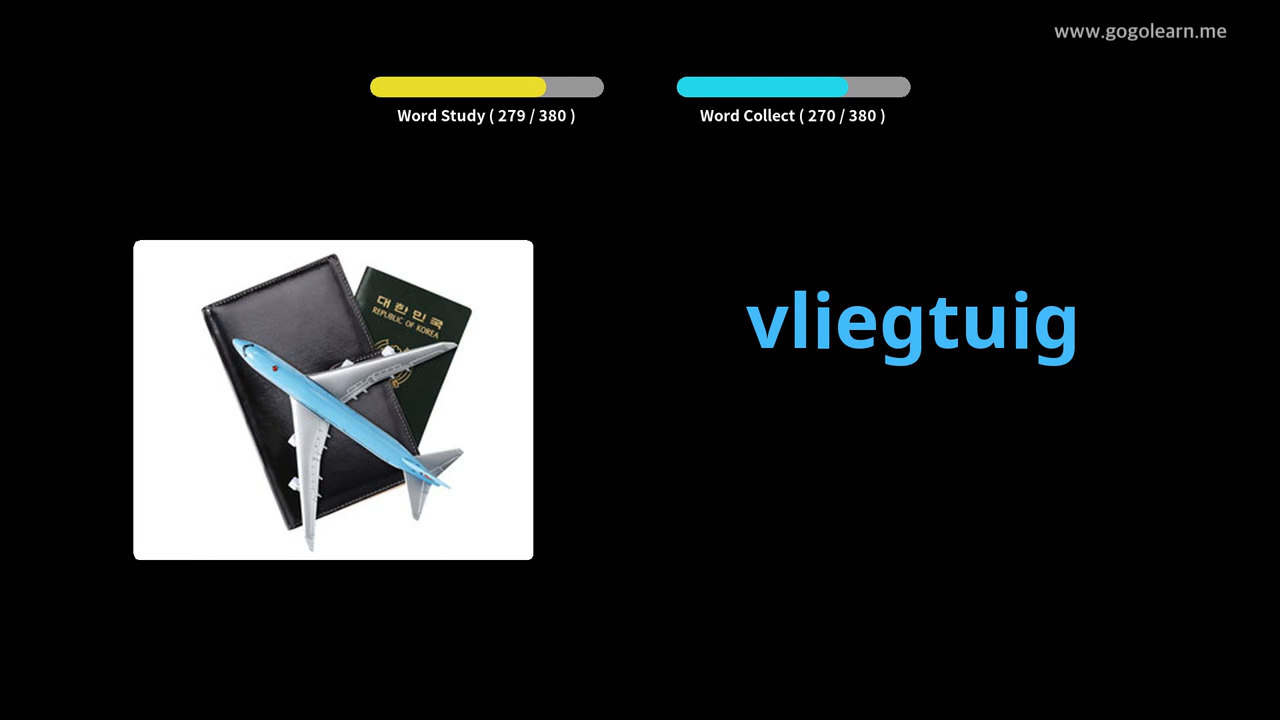 www.gogolearn.me
Word Study ( 279 / 380 )
Word Collect ( 270 / 380 )
대한민국
REPUBLIC OF KOREA
vliegtuig